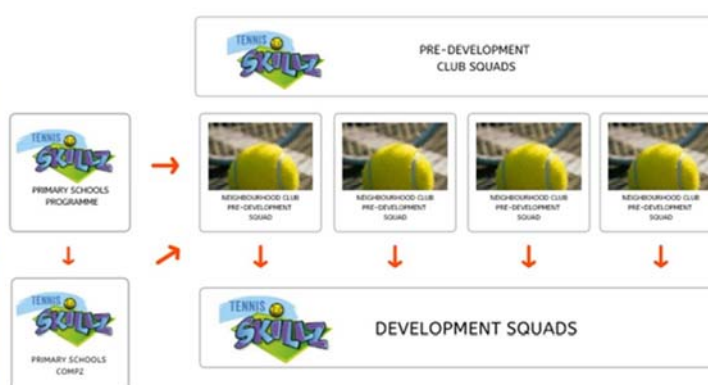 TENNIS
SKILLZ
PRE-DEVELOPMENT
CLUB SQUADS
TENNIS
SKILLZ
PRIMARY SCHOOLS
PROGRAMME
NEIGHBOURHOOD CLUB
PRE-DEVELOPMENT
SQUAD
NEIGHBOURHOOD CLUB
PRE-DEVELOPMENT
SQUAD
NEIGHBOURHOOD CLUB
PRE-DEVELOPMENT
SQUAD
NEIGHBOURHOOD CLUB
PRE-DEVELOPMENT
SQUAD
TENNIS
SKILLZ
PRIMARY SCHOOLS
COMPZ
TENNIS
SKILLZ
DEVELOPMENT SQUADS